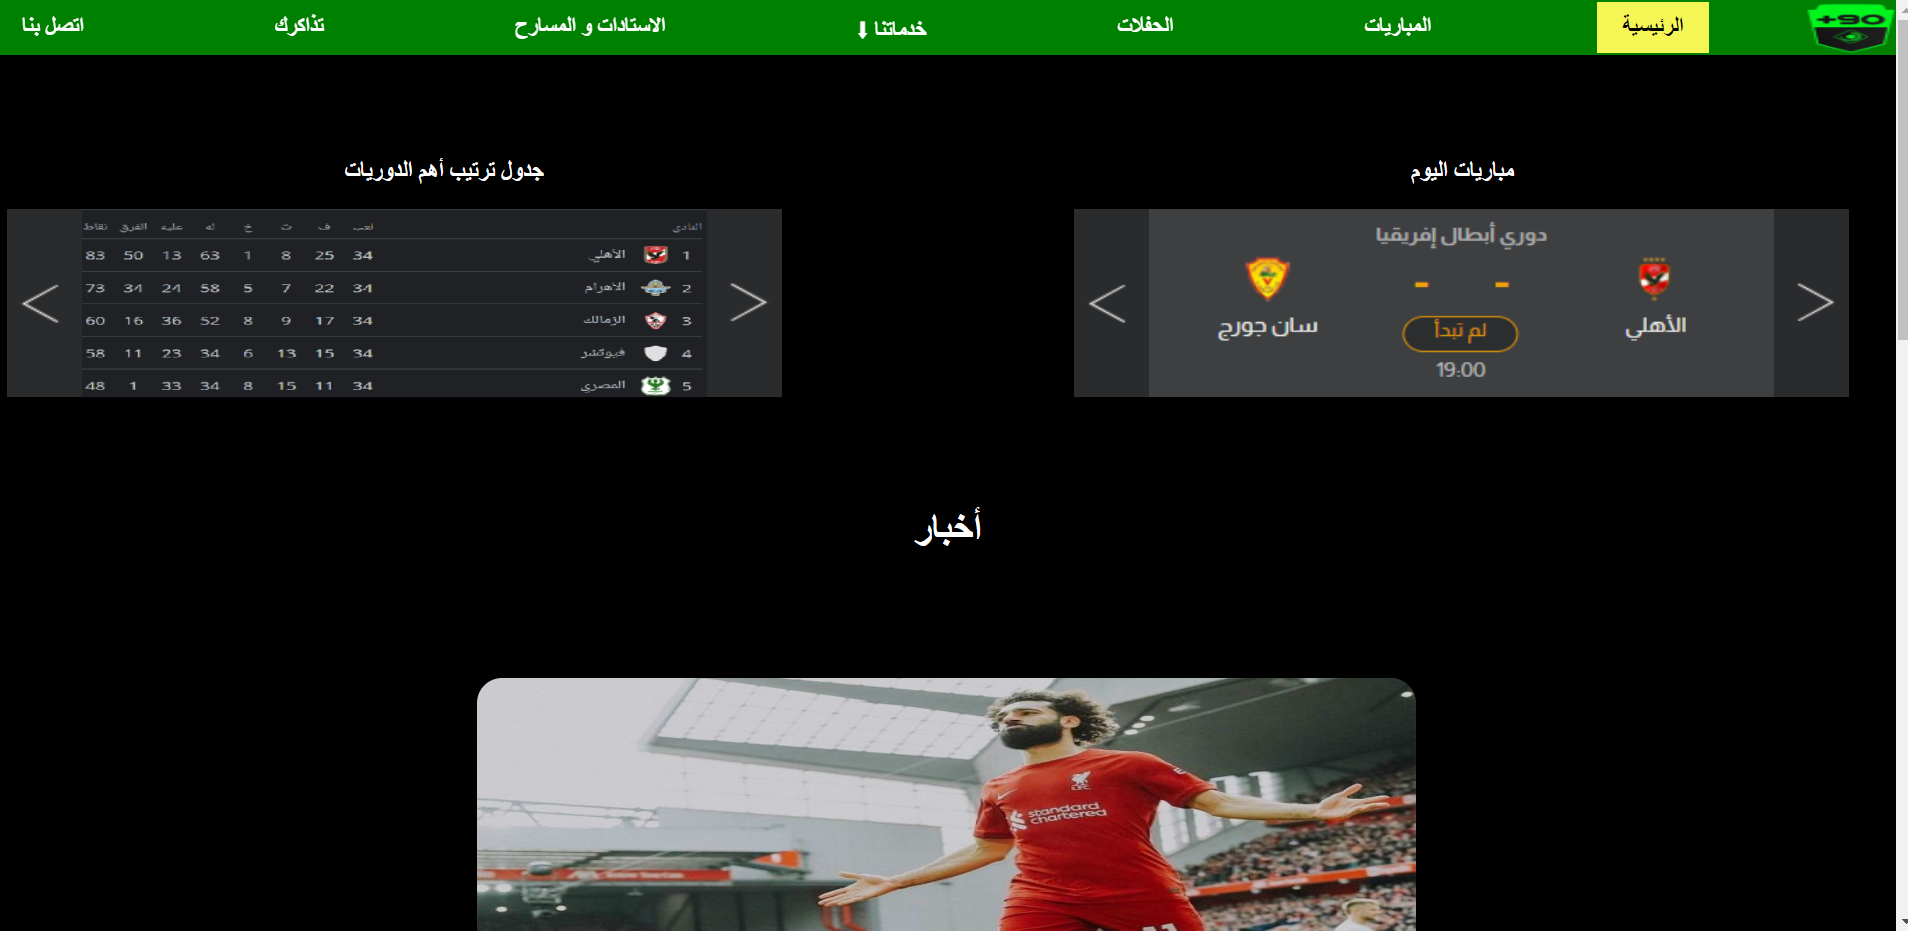 +90
الرئيسية
المباريات
الحفلات
خدماتنا ⬇
الاستادات و المسارح
تذاكرك
اتصل بنا
مباريات اليوم
دوري أبطال إفريقيا
الأهلي
- -
سان جورج
لم تبدأ
19:00
جدول ترتيب أهم الدوريات
النادي لعب ف ت خ له عليه الفرق نقاط
1 الأهلي 34 25 8 1 63 13 50 83
2 الأهرام 34 22 7 5 58 24 34 73
3 الزمالك 34 17 9 8 52 36 16 60
4 فيوتشر 34 15 13 6 34 23 11 58
5 المصري 34 11 15 8 34 33 1 48
أخبار
L.F.C.
standard
chartered